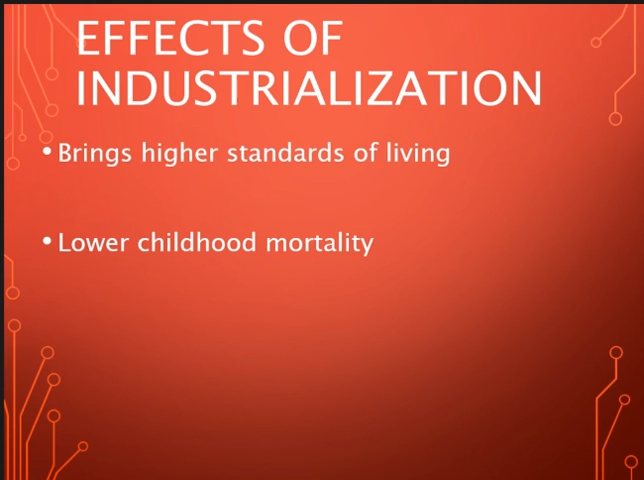 EFFECTS OF
INDUSTRIALIZATION
• Brings higher standards of living
• Lower childhood mortality